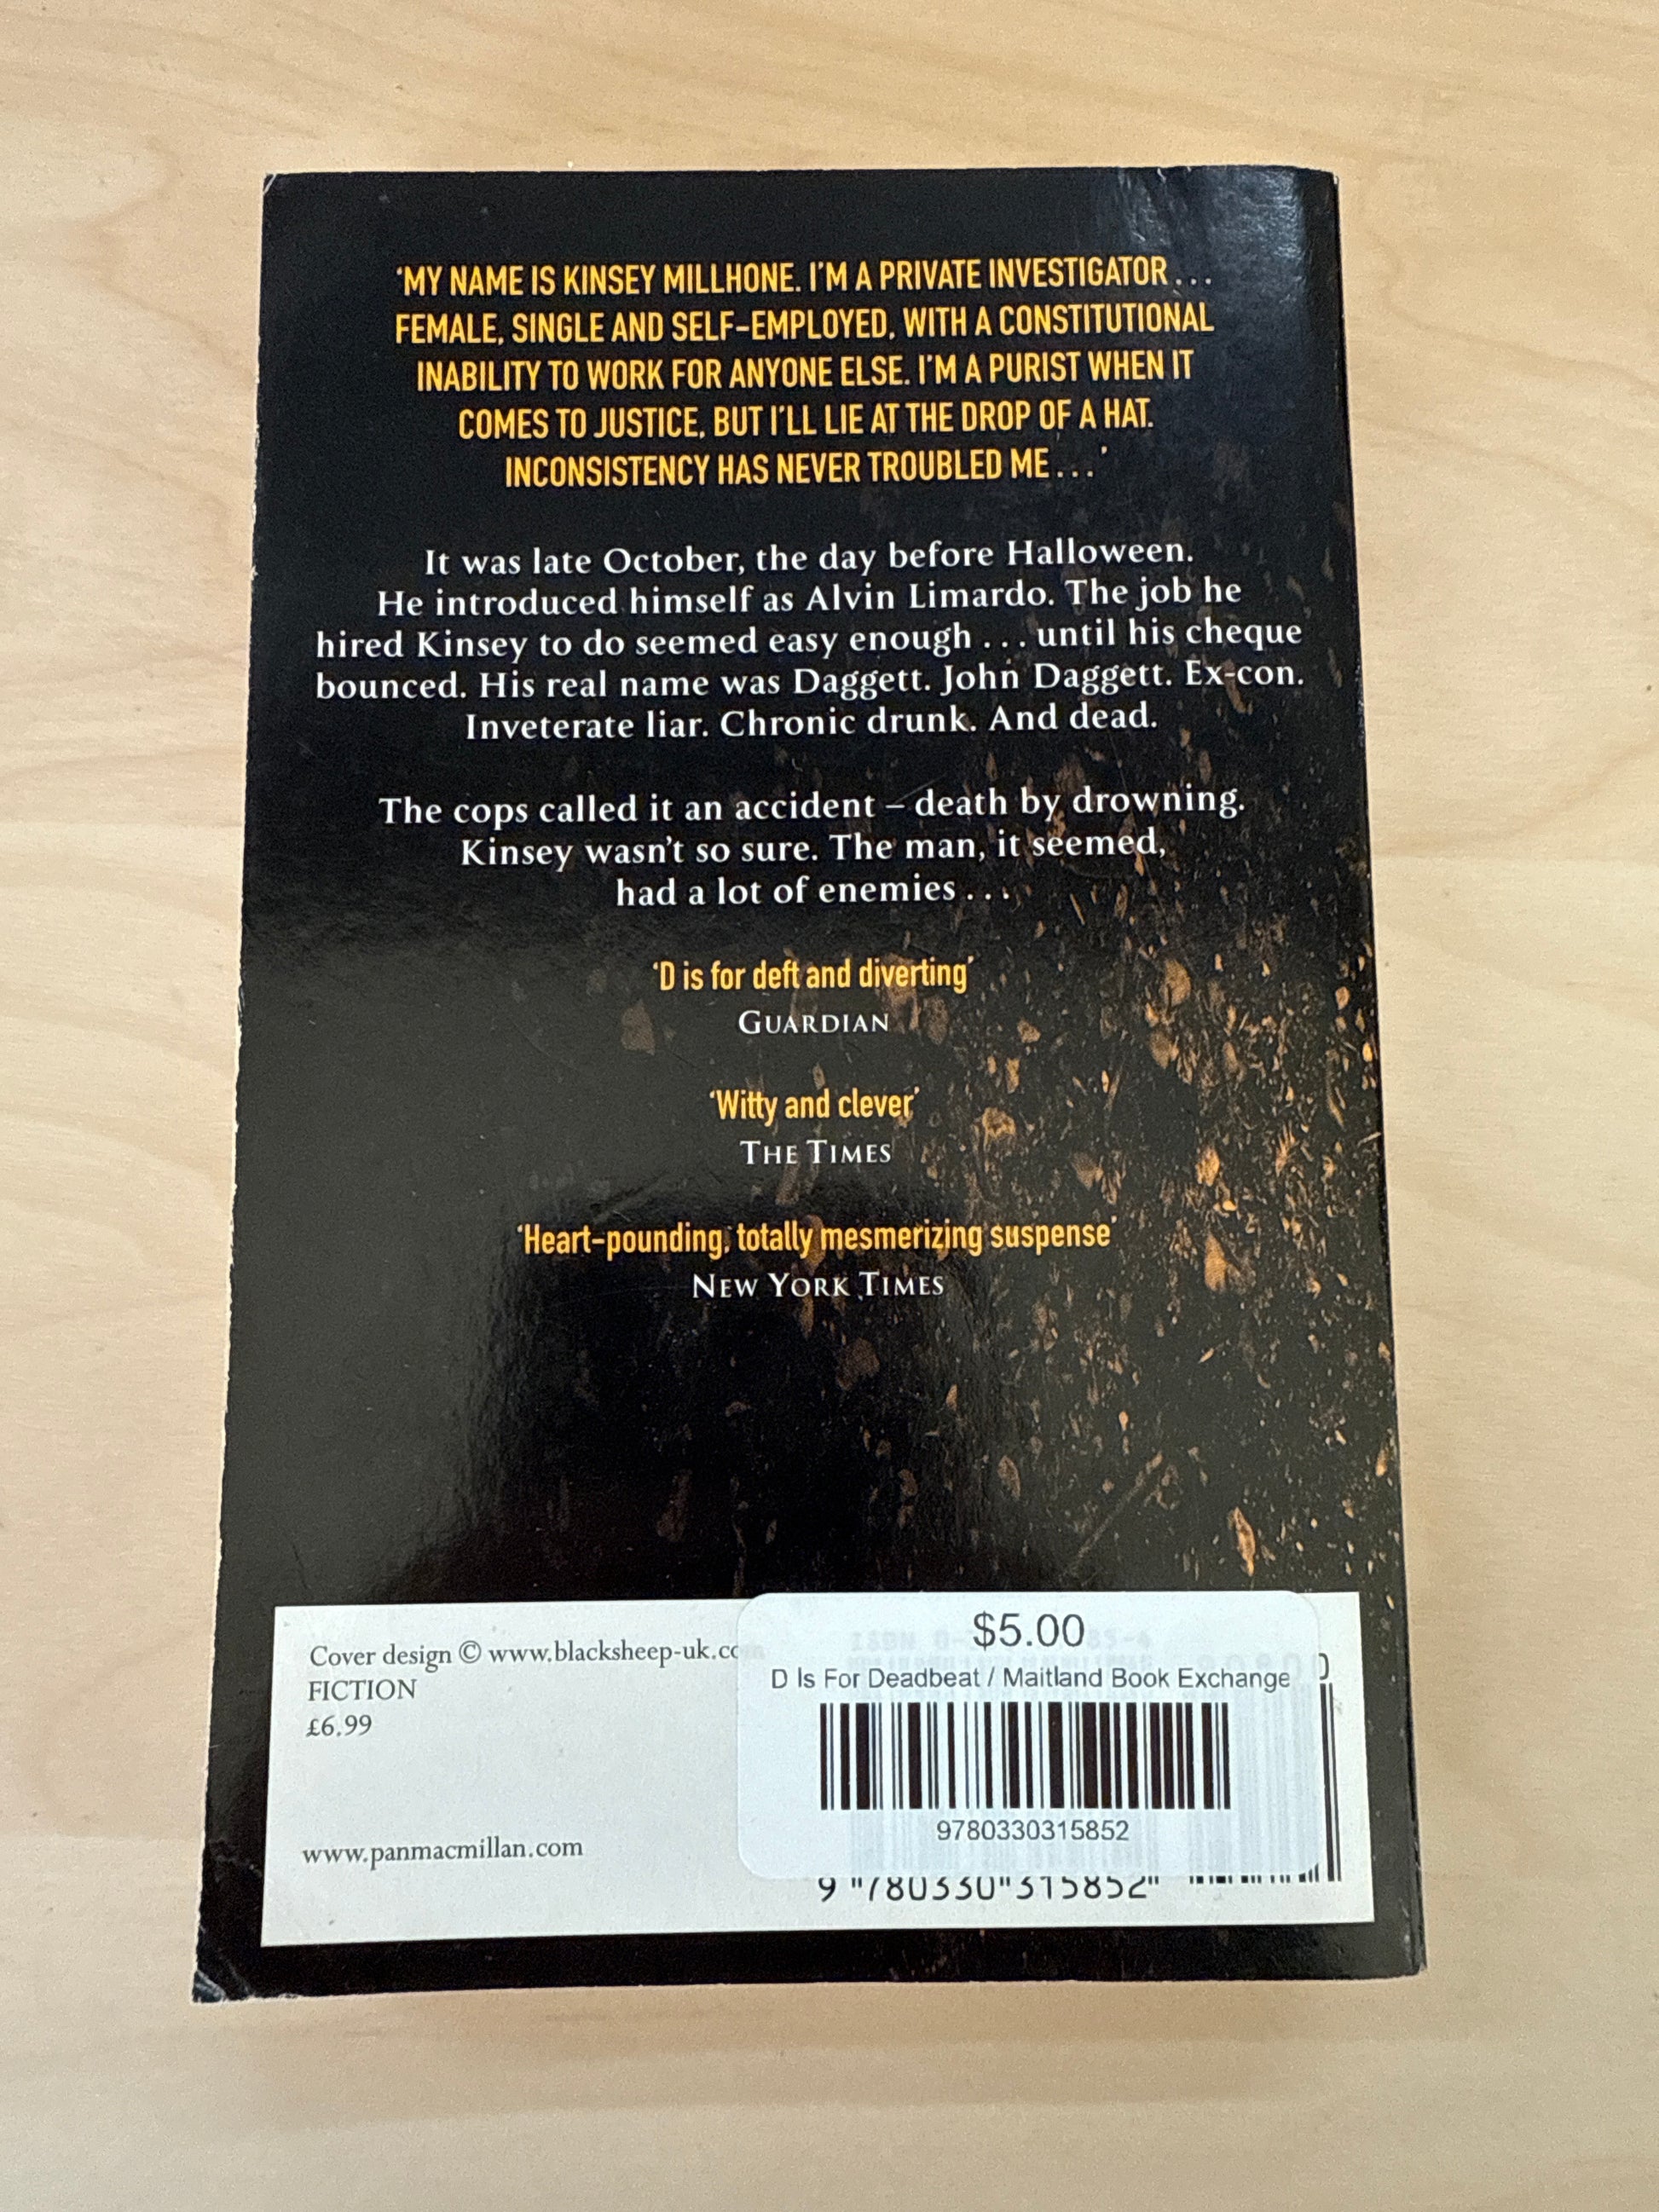 ‘MY NAME IS KINSEY MILLHONE. I’M A PRIVATE INVESTIGATOR . . .
FEMALE, SINGLE AND SELF-EMPLOYED, WITH A CONSTITUTIONAL
INABILITY TO WORK FOR ANYONE ELSE. I’M A PURIST WHEN IT
COMES TO JUSTICE, BUT I’LL LIE AT THE DROP OF A HAT.
INCONSISTENCY HAS NEVER TROUBLED ME . . .’
It was late October, the day before Halloween.
He introduced himself as Alvin Limardo. The job he
hired Kinsey to do seemed easy enough . . . until his cheque
bounced. His real name was Daggett. John Daggett. Ex-con.
Inveterate liar. Chronic drunk. And dead.
The cops called it an accident – death by drowning.
Kinsey wasn’t so sure. The man, it seemed,
had a lot of enemies . . .
‘D is for deft and diverting’
GUARDIAN
‘Witty and clever’
THE TIMES
‘Heart-pounding, totally mesmerizing suspense’
NEW YORK TIMES
Cover design © www.blacksheep-uk.co
FICTION
£6.99
www.panmacmillan.com
$5.00
D Is For Deadbeat / Maitland Book Exchange
9780330315852
9 780330 315852